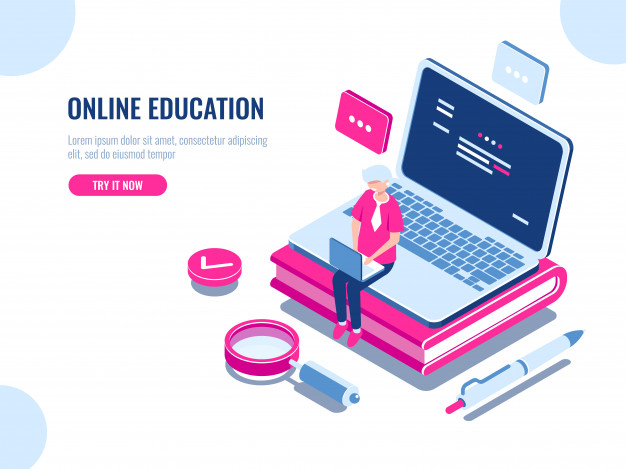 ONLINE EDUCATION
Lorem ipsum dolor sit amet, consectetur adipiscing
elit, sed do eiusmod tempor
TRY IT NOW